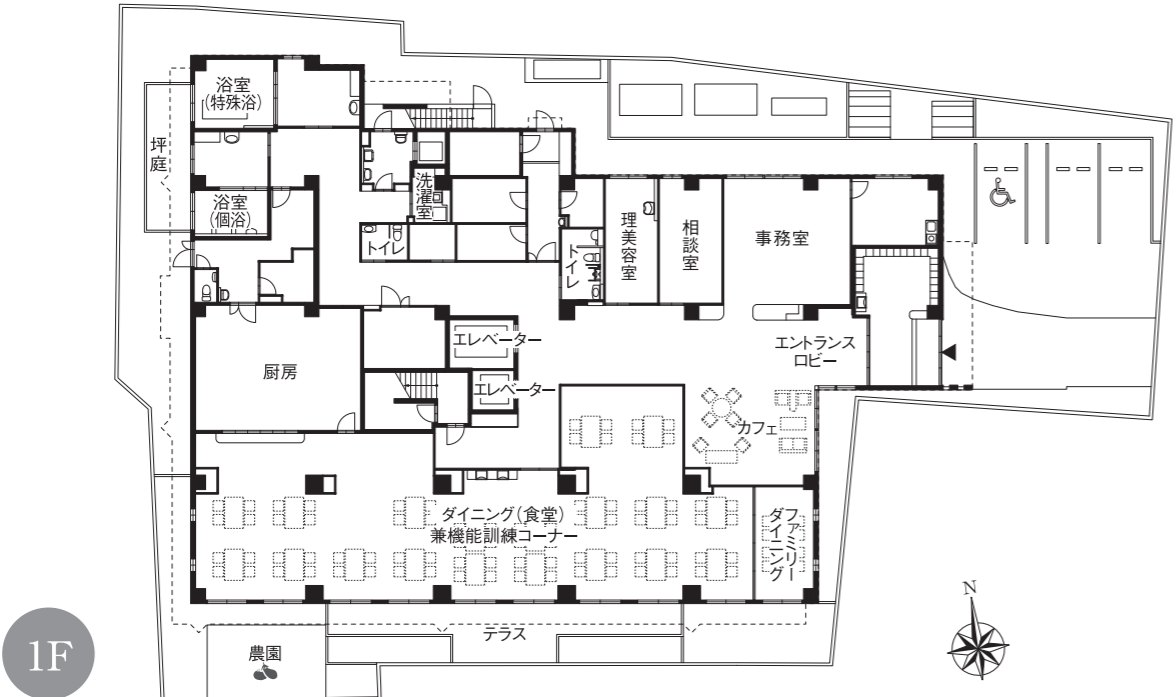 浴室
(特殊浴)
坪庭
浴室
(個浴)
洗濯室
トイレ
トイレ
理美容室
相談室
事務室
エントランス
ロビー
エレベーター
エレベーター
厨房
カフェ
ダイニング(食堂)
兼機能訓練コーナー
ファミリー
ダイニング
テラス
農園
N
1F